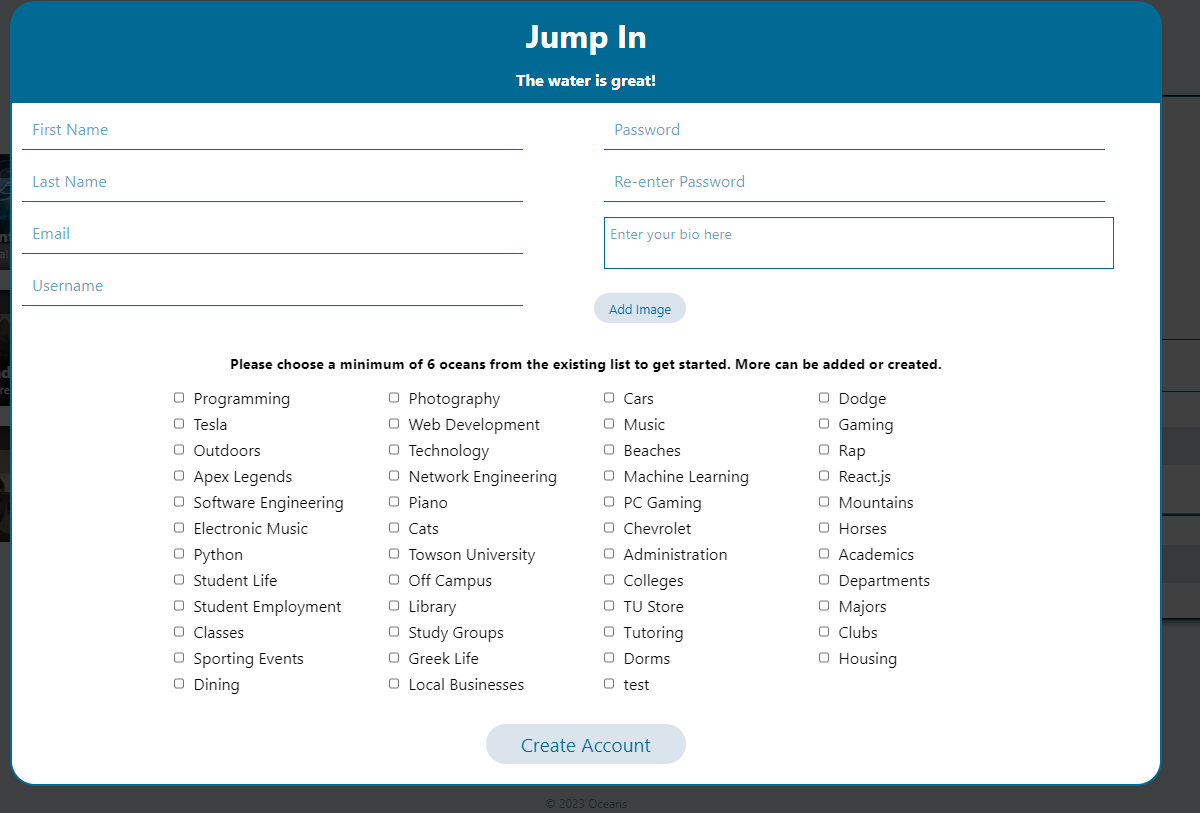 Jump In
The water is great!
First Name
Password
Last Name
Re-enter Password
Email
Enter your bio here
Username
Add Image
Please choose a minimum of 6 oceans from the existing list to get started. More can be added or created.
Programming Photography Cars Dodge
Tesla Web Development Music Gaming
Outdoors Technology Beaches Rap
Apex Legends Network Engineering Machine Learning React.js
Software Engineering Piano PC Gaming Mountains
Electronic Music Cats Chevrolet Horses
Python Towson University Administration Academics
Student Life Off Campus Colleges Departments
Student Employment Library TU Store Majors
Classes Study Groups Tutoring Clubs
Sporting Events Greek Life Dorms Housing
Dining Local Businesses test
Create Account
© 2023 Oceans